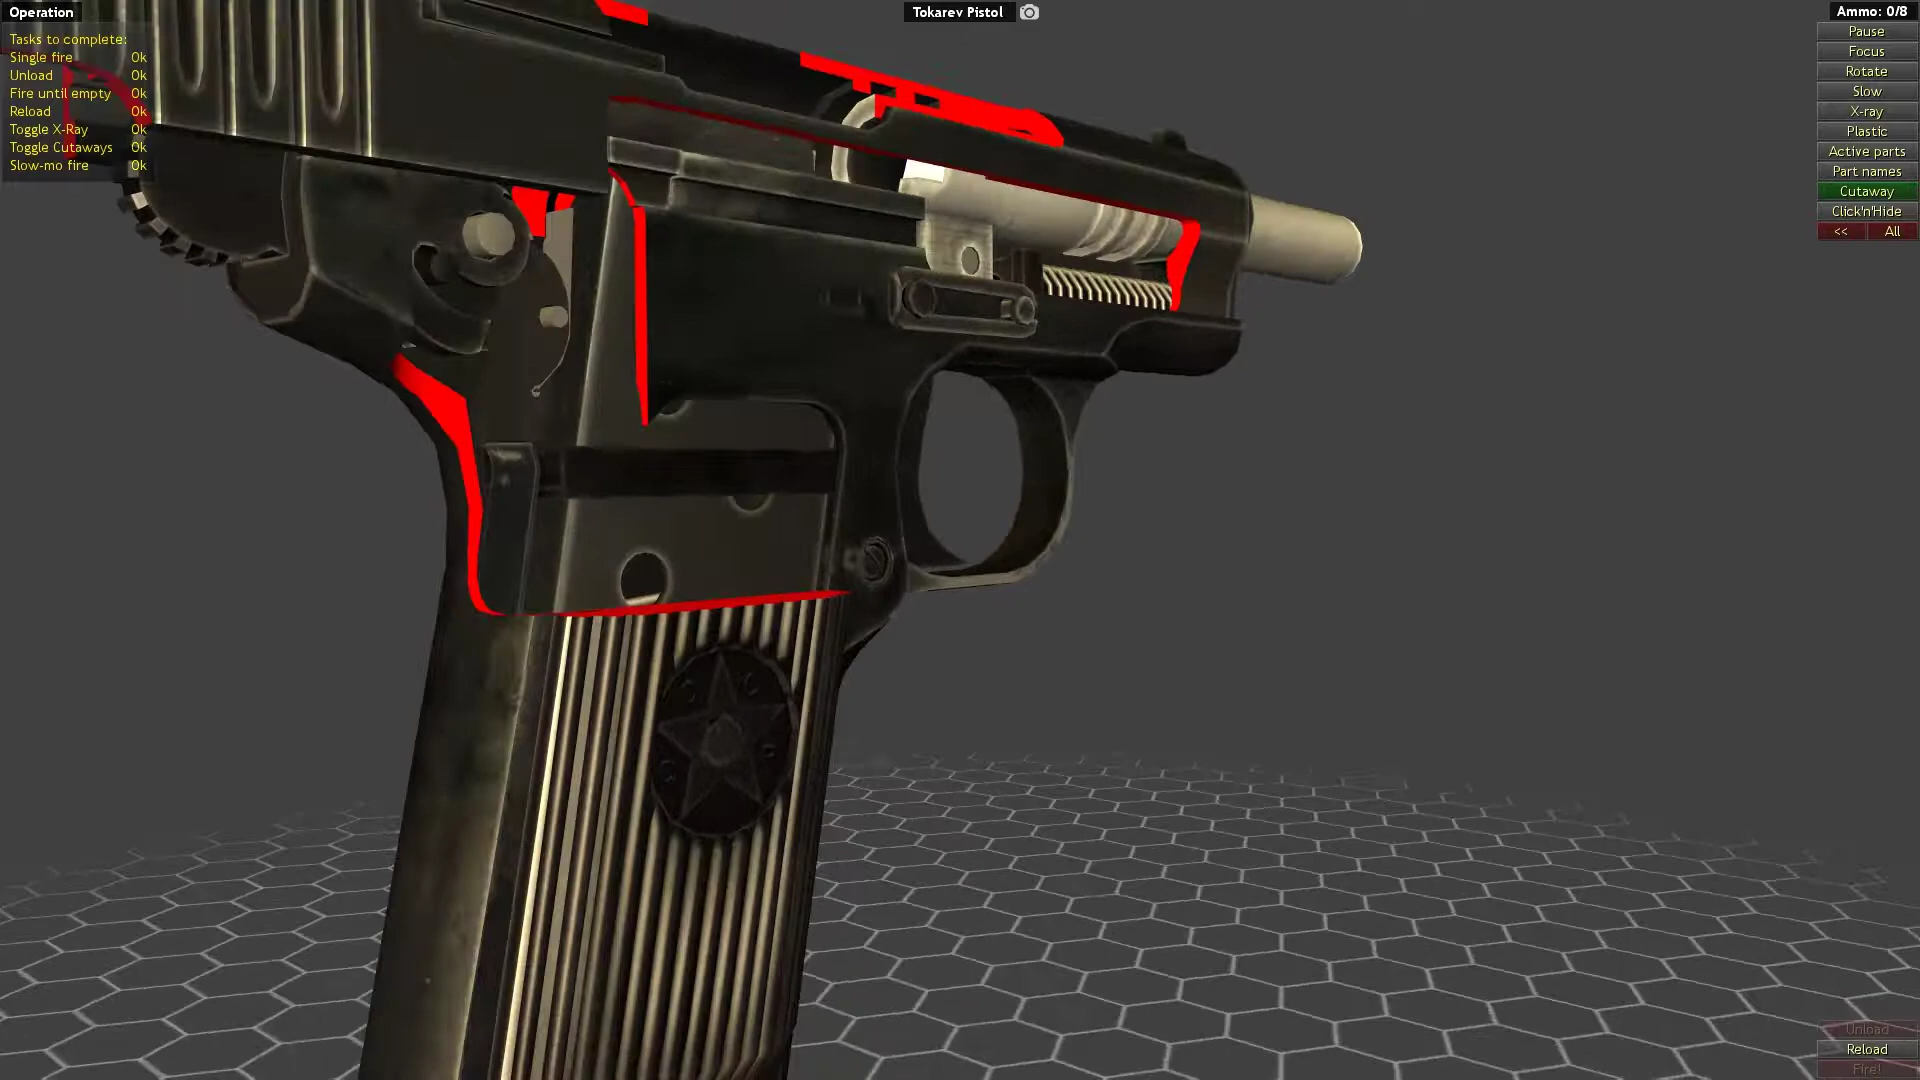 Operation
Tasks to complete:
Single fire Ok
Unload Ok
Fire until empty Ok
Reload Ok
Toggle X-Ray Ok
Toggle Cutaways Ok
Slow-mo fire Ok
Tokarev Pistol
Ammo: 0/8
Pause
Focus
Rotate
Slow
X-ray
Plastic
Active parts
Part names
Cutaway
Click'n'Hide
<< All
Unload
Reload
Fire!